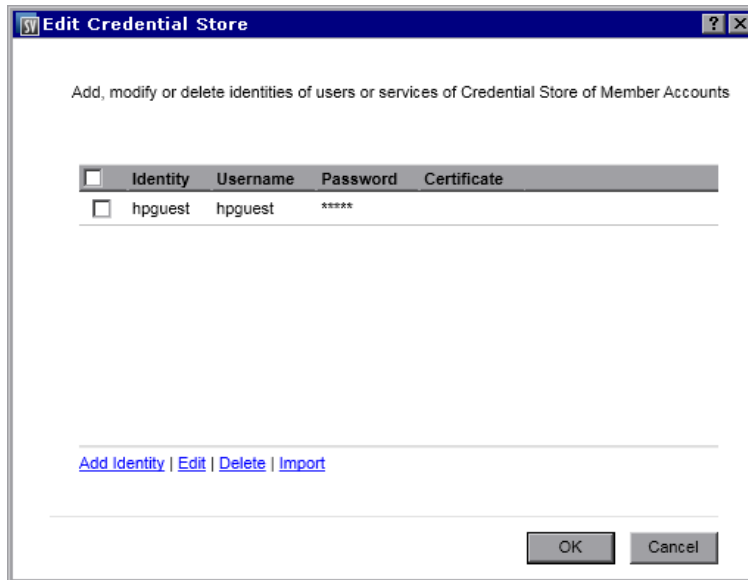 SV Edit Credential Store ? X
Add, modify or delete identities of users or services of Credential Store of Member Accounts
Identity Username Password Certificate
hpguest hpguest *****
Add Identity | Edit | Delete | Import
OK Cancel